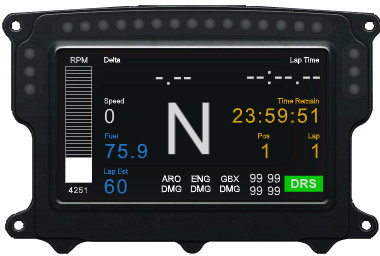 RPM Delta Lap Time
-.-- --:--.---
Speed Time Remain
0 N 23:59:51
Fuel Pos Lap
75.9 1 1
Lap Est
60 ARO ENG GBX 99 99 DRS
4251 DMG DMG DMG 99 99